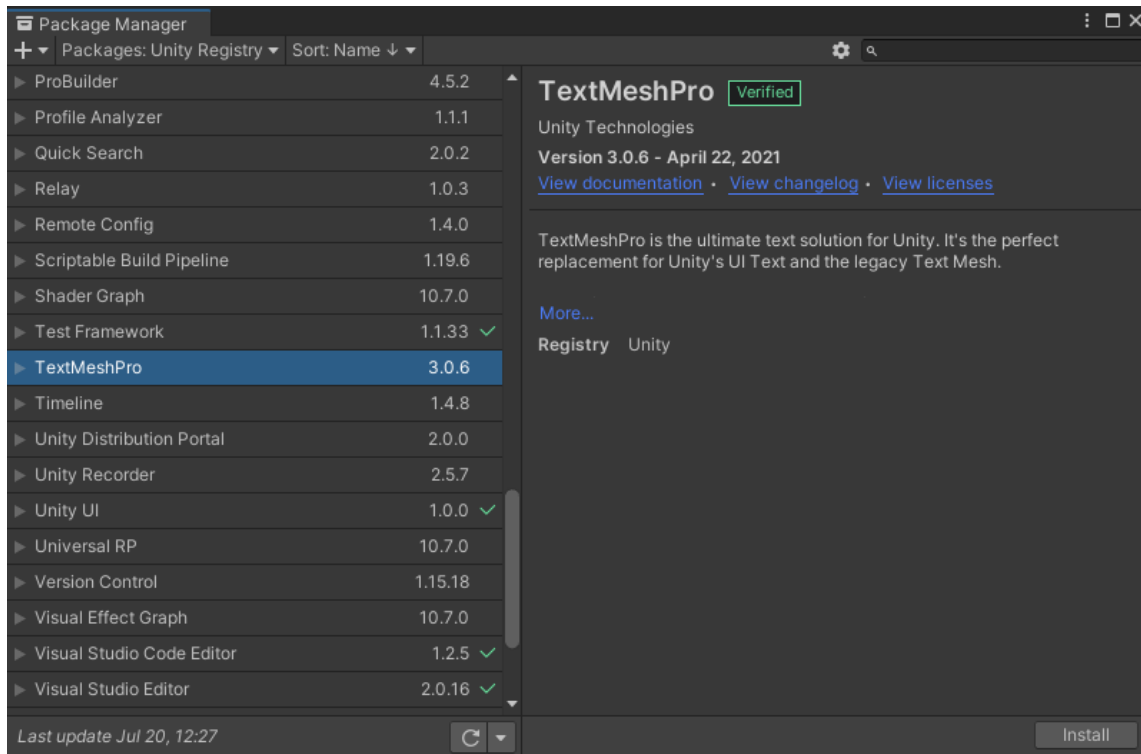 Package Manager
Packages: Unity Registry Sort: Name ↓
ProBuilder 4.5.2
Profile Analyzer 1.1.1
Quick Search 2.0.2
Relay 1.0.3
Remote Config 1.4.0
Scriptable Build Pipeline 1.19.6
Shader Graph 10.7.0
Test Framework 1.1.33 ✓
TextMeshPro 3.0.6
Timeline 1.4.8
Unity Distribution Portal 2.0.0
Unity Recorder 2.5.7
Unity UI 1.0.0 ✓
Universal RP 10.7.0
Version Control 1.15.18
Visual Effect Graph 10.7.0
Visual Studio Code Editor 1.2.5 ✓
Visual Studio Editor 2.0.16 ✓
Last update Jul 20, 12:27
TextMeshPro Verified
Unity Technologies
Version 3.0.6 - April 22, 2021
View documentation • View changelog • View licenses
TextMeshPro is the ultimate text solution for Unity. It's the perfect
replacement for Unity's UI Text and the legacy Text Mesh.
More...
Registry Unity
Install